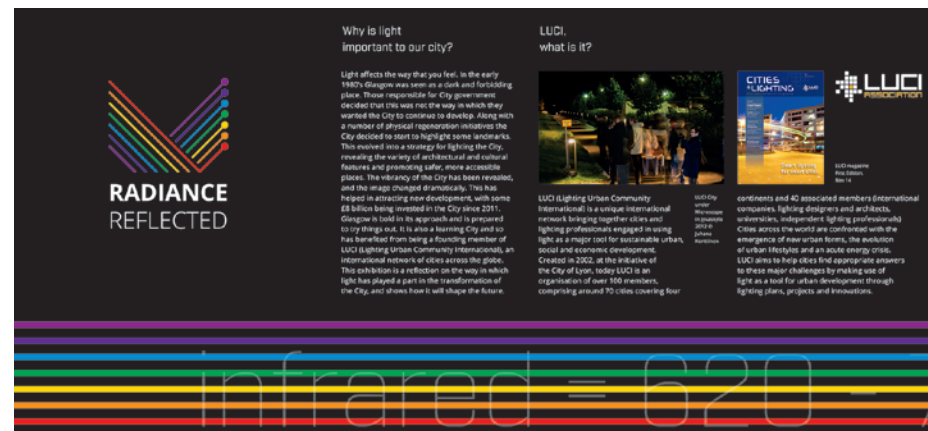 RADIANCE
REFLECTED
Why is light
important to our city?
Light affects the way that you feel. In the early
1980's Glasgow was seen as a dark and forbidding
place. Those responsible for City government
decided that this was not the way in which they
wanted the City to continue to develop. Along with
a number of physical regeneration initiatives the
City decided to start to highlight some landmarks.
This evolved into a strategy for lighting the City,
revealing the variety of architectural and cultural
features and promoting safer, more accessible
places. The vibrancy of the City has been revealed,
and the image changed dramatically. This has
helped in attracting new development, with some
£8 billion being invested in the City since 2011.
Glasgow is bold in its approach and is prepared
to try things out. It is also a learning City and so
has benefited from being a founding member of
LUCI (Lighting Urban Community International), an
international network of cities across the globe.
This exhibition is a reflection on the way in which
light has played a part in the transformation of
the City, and shows how it will shape the future.
LUCI,
what is it?
LUCI (Lighting Urban Community
International) is a unique international
network bringing together cities and
lighting professionals engaged in using
light as a major tool for sustainable urban,
social and economic development.
Created in 2002, at the initiative of
the City of Lyon, today LUCI is an
organisation of over 100 members,
comprising around 70 cities covering four
LUCI City
under
Microscope
in Jyväskylä
2013 ©
Juhana
Konttinen
CITIES
& LIGHTING
LUCI
ASSOCIATION
LUCI magazine
First Edition,
Nov 14
continents and 40 associated members (international
companies, lighting designers and architects,
universities, independent lighting professionals)
Cities across the world are confronted with the
emergence of new urban forms, the evolution
of urban lifestyles and an acute energy crisis.
LUCI aims to help cities find appropriate answers
to these major challenges by making use of
light as a tool for urban development through
lighting plans, projects and innovations.
infrared = 620 -